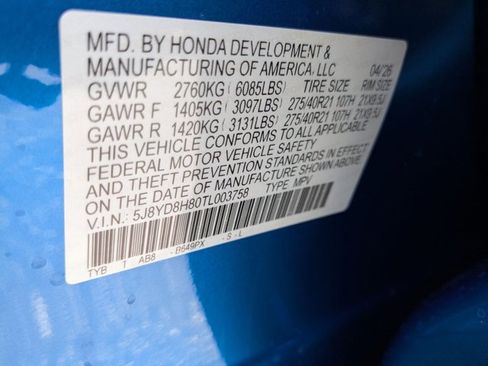 MFD. BY HONDA DEVELOPMENT &
MANUFACTURING OF AMERICA, LLC 04/26
GVWR 2760KG (6085LBS) TIRE SIZE RIM SIZE
GAWR F 1405KG (3097LBS) 275/40R21 107H 21X9.5J
GAWR R 1420KG (3131LBS) 275/40R21 107H 21X9.5J
THIS VEHICLE CONFORMS TO ALL APPLICABLE
FEDERAL MOTOR VEHICLE SAFETY
AND THEFT PREVENTION STANDARDS IN EFFECT
ON THE DATE OF MANUFACTURE SHOWN ABOVE.
V.I.N.: 5J8YD8H80TL003758 TYPE MPV
TYB T AB8 - B649PX - S - L